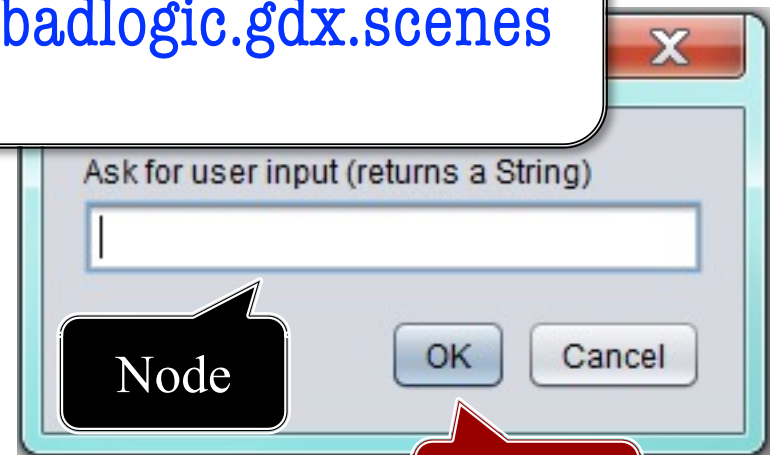 badlogic.gdx.scenes
Ask for user input (returns a String)
Node
OK
Cancel